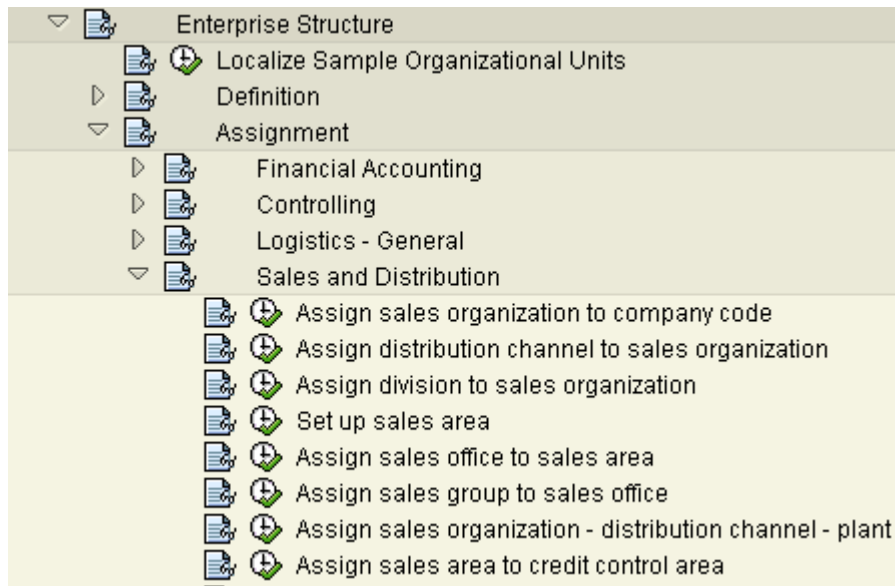 Enterprise Structure
Localize Sample Organizational Units
Definition
Assignment
Financial Accounting
Controlling
Logistics - General
Sales and Distribution
Assign sales organization to company code
Assign distribution channel to sales organization
Assign division to sales organization
Set up sales area
Assign sales office to sales area
Assign sales group to sales office
Assign sales organization - distribution channel - plant
Assign sales area to credit control area